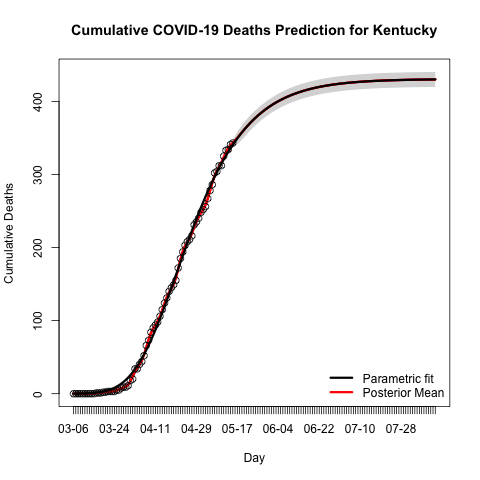 Cumulative COVID-19 Deaths Prediction for Kentucky
Cumulative Deaths
400
300
200
100
0
Parametric fit
Posterior Mean
03-06 03-24 04-11 04-29 05-17 06-04 06-22 07-10 07-28
Day